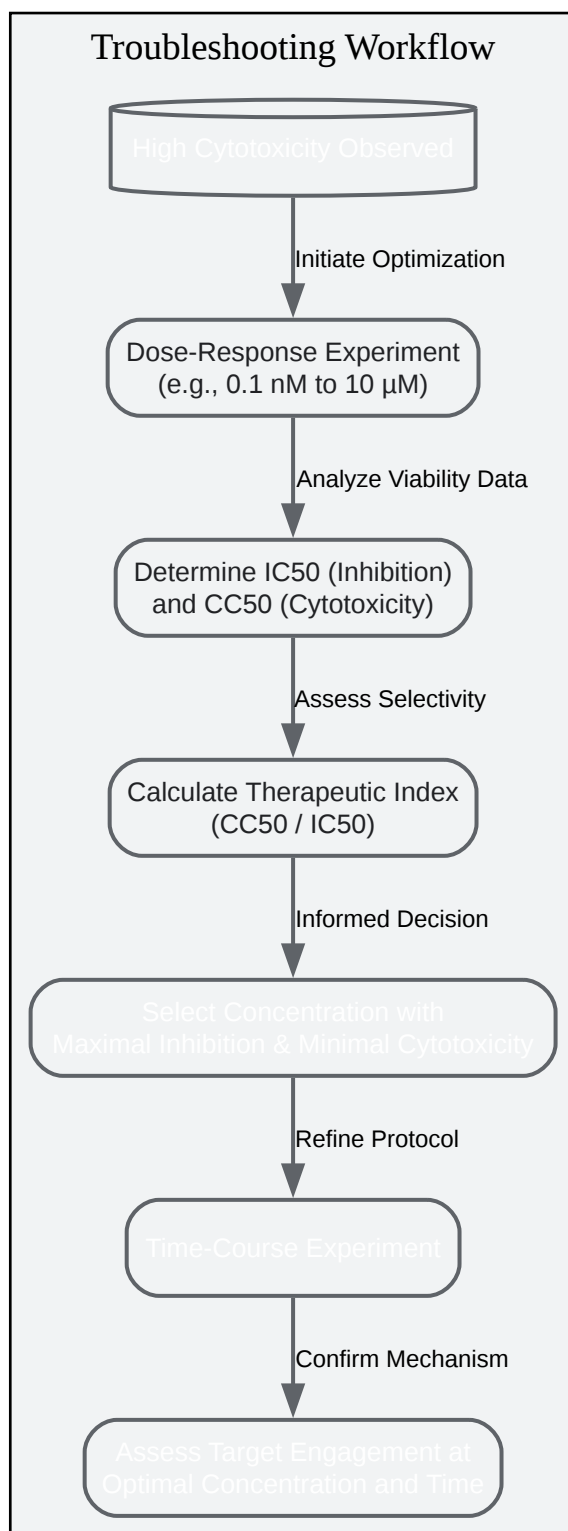 Troubleshooting Workflow
High Cytotoxicity Observed
Initiate Optimization
Dose-Response Experiment
(e.g., 0.1 nM to 10 µM)
Analyze Viability Data
Determine IC50 (Inhibition)
and CC50 (Cytotoxicity)
Assess Selectivity
Calculate Therapeutic Index
(CC50 / IC50)
Informed Decision
Select Concentration with
Maximal Inhibition & Minimal Cytotoxicity
Refine Protocol
Time-Course Experiment
Confirm Mechanism
Assess Target Engagement at
Optimal Concentration and Time